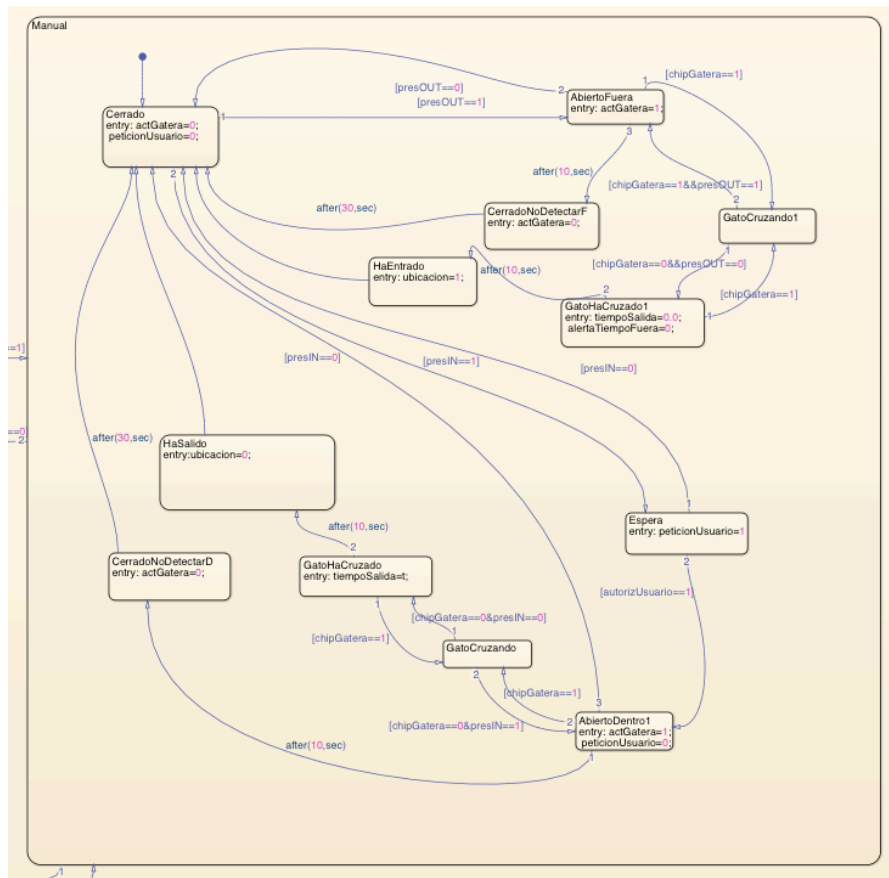 Manual
[chipGatera==1]
1
[presOUT==0]
2
AbiertoFuera
entry: actGatera=1;
[presOUT==1]
Cerrado
entry: actGatera=0;
peticionUsuario=0;
1
3
2
after(10,sec)
[chipGatera==1&&presOUT==1]
2
after(30,sec)
CerradoNoDetectarF
entry: actGatera=0;
GatoCruzando1
1
HaEntrado
entry: ubicacion=1;
after(10,sec)
[chipGatera==0&&presOUT==0]
2
[chipGatera==1]
GatoHaCruzado1
entry: tiempoSalida=0.0;
alertaTiempoFuera=0;
1
==1]
[presIN==0]
[presIN==1]
[presIN==0]
==0
2
after(30,sec)
HaSalido
entry:ubicacion=0;
1
Espera
entry: peticionUsuario=1
after(10,sec)
2
2
CerradoNoDetectarD
entry: actGatera=0;
GatoHaCruzado
entry: tiempoSalida=t;
[autorizUsuario==1]
1
[chipGatera==0&presIN==0]
1
[chipGatera==1]
GatoCruzando
2
[chipGatera==1]
3
2
AbiertoDentro1
entry: actGatera=1;
peticionUsuario=0;
[chipGatera==0&presIN==1]
after(10,sec)
1
1